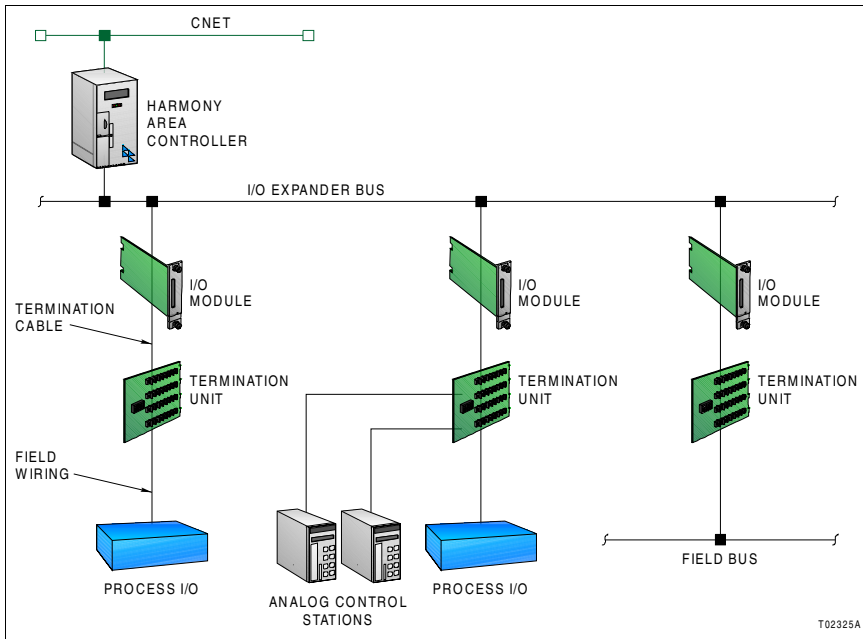 CNET
HARMONY
AREA
CONTROLLER
I/O EXPANDER BUS
I/O
MODULE
I/O
MODULE
I/O
MODULE
TERMINATION
CABLE
TERMINATION
UNIT
TERMINATION
UNIT
TERMINATION
UNIT
FIELD
WIRING
PROCESS I/O
ANALOG CONTROL
STATIONS
PROCESS I/O
FIELD BUS
T02325A